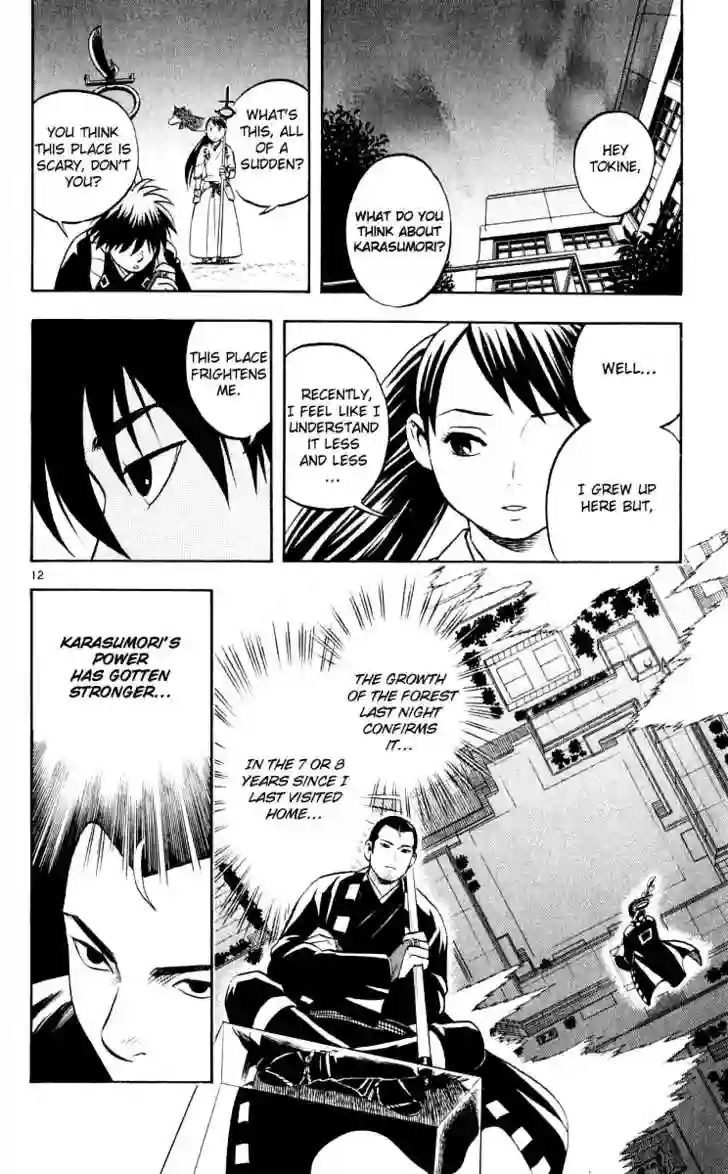 HEY
TOKINE,
WHAT DO YOU
THINK ABOUT
KARASUMORI?
WHAT'S
THIS, ALL
OF A
SUDDEN?
YOU THINK
THIS PLACE IS
SCARY, DON'T
YOU?
WELL...
I GREW UP
HERE BUT,
RECENTLY,
I FEEL LIKE I
UNDERSTAND
IT LESS
AND LESS
...
THIS PLACE
FRIGHTENS
ME.
12
THE GROWTH
OF THE FOREST
LAST NIGHT
CONFIRMS
IT...
IN THE 7 OR 8
YEARS SINCE I
LAST VISITED
HOME...
KARASUMORI'S
POWER
HAS GOTTEN
STRONGER...